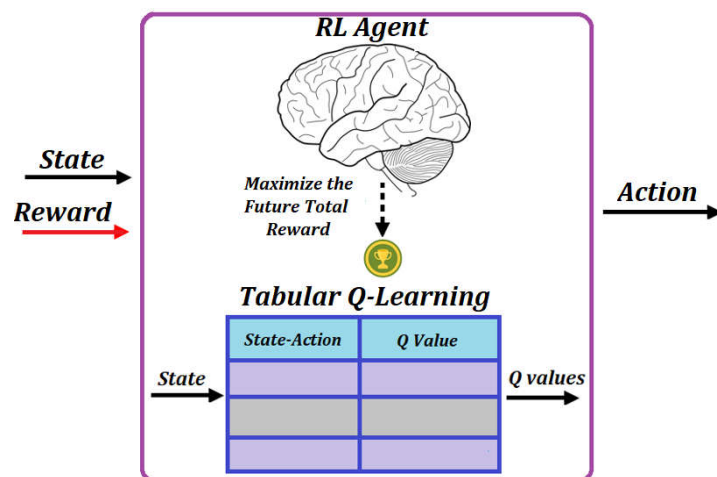 RL Agent
State
Reward
Maximize the
Future Total
Reward
Action
Tabular Q-Learning
State-Action
Q Value
State
Q values